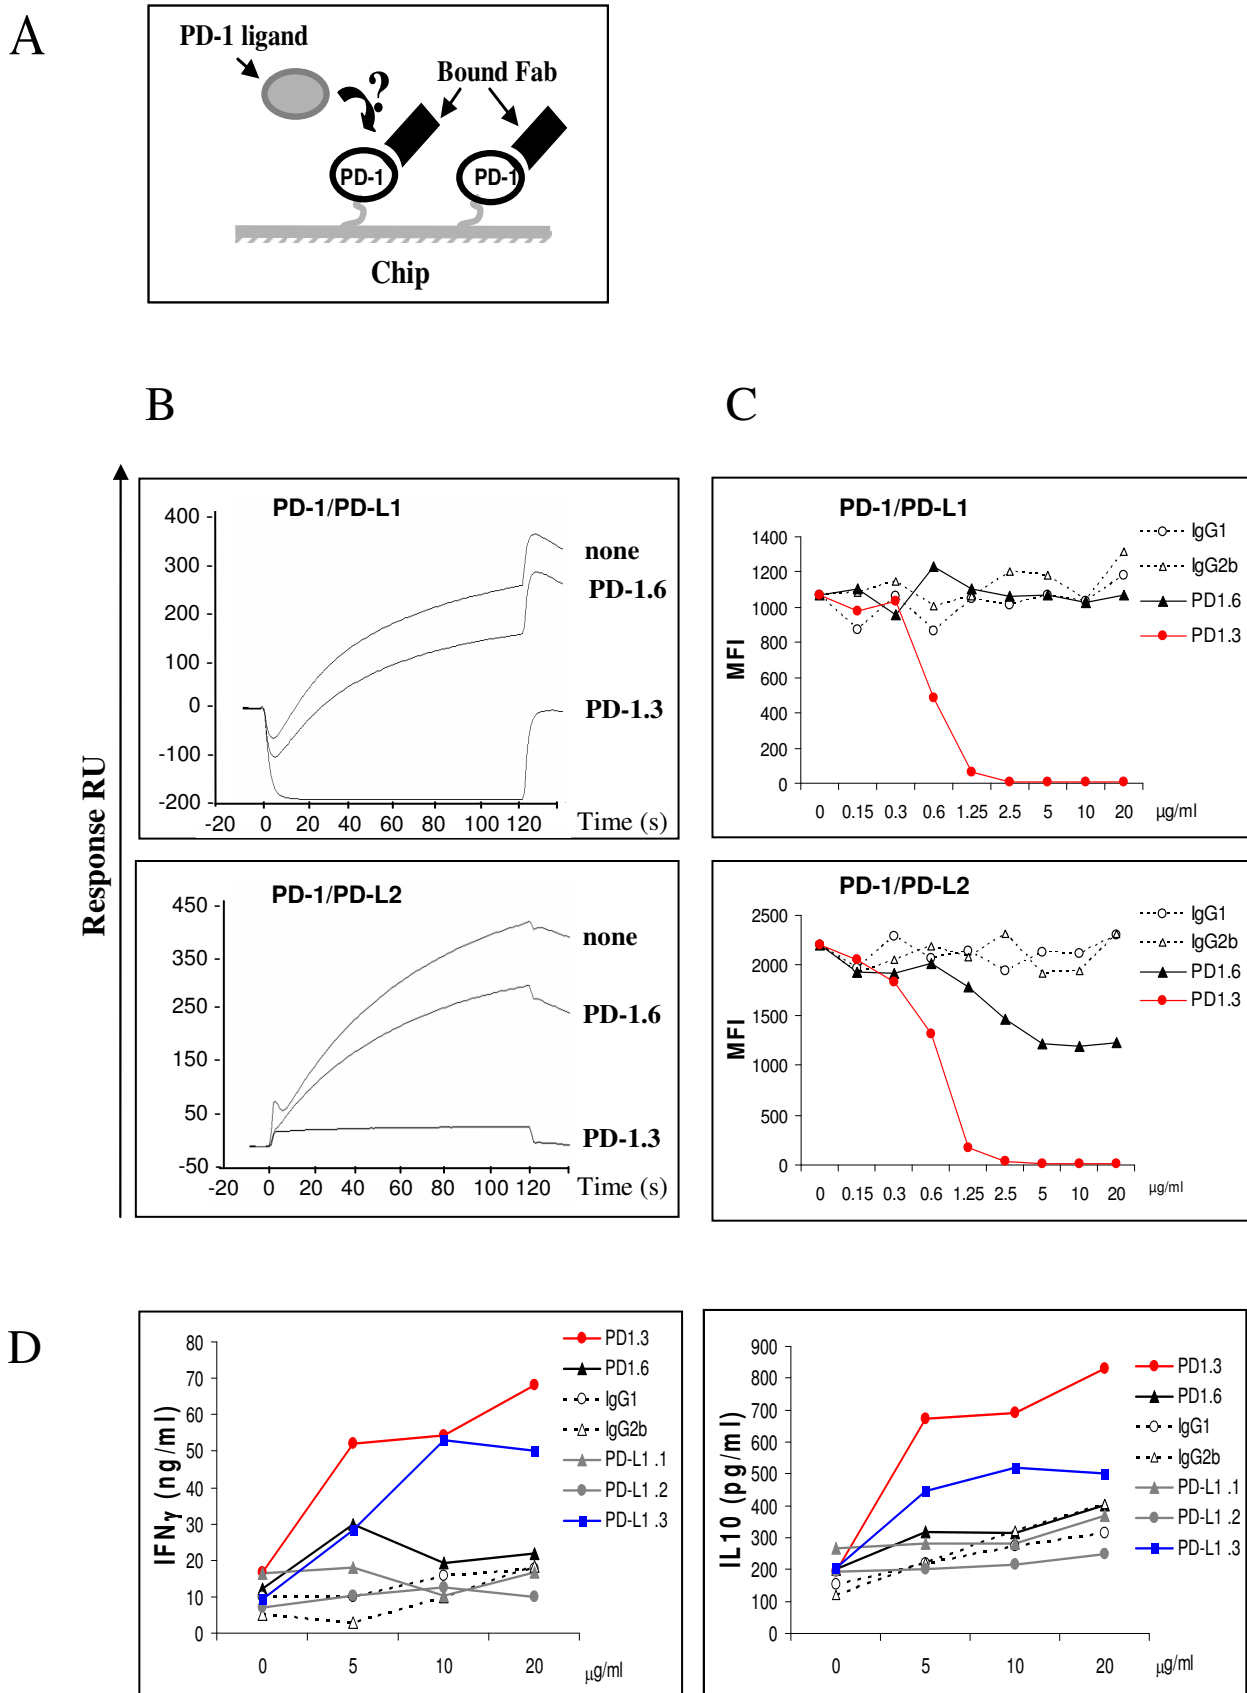 A
PD-1 ligand
?
Bound Fab
PD-1
PD-1
Chip
B
C
Response RU
PD-1/PD-L1
400
300
200
100
0
-100
-200
none
PD-1.6
PD-1.3
-20 0 20 40 60 80 100 120 Time (s)
PD-1/PD-L2
450
350
250
150
50
-50
none
PD-1.6
PD-1.3
-20 0 20 40 60 80 100 120 Time (s)
PD-1/PD-L1
MFI
1400
1200
1000
800
600
400
200
0
0 0.15 0.3 0.6 1.25 2.5 5 10 20 µg/ml
IgG1
IgG2b
PD1.6
PD1.3
PD-1/PD-L2
MFI
2500
2000
1500
1000
500
0
0 0.15 0.3 0.6 1.25 2.5 5 10 20 µg/ml
IgG1
IgG2b
PD1.6
PD1.3
D
IFNγ (ng/ml)
80
70
60
50
40
30
20
10
0
0 5 10 20 µg/ml
PD1.3
PD1.6
IgG1
IgG2b
PD-L1 .1
PD-L1 .2
PD-L1 .3
IL10 (pg/ml)
900
800
700
600
500
400
300
200
100
0
0 5 10 20 µg/ml
PD1.3
PD1.6
IgG1
IgG2b
PD-L1 .1
PD-L1 .2
PD-L1 .3